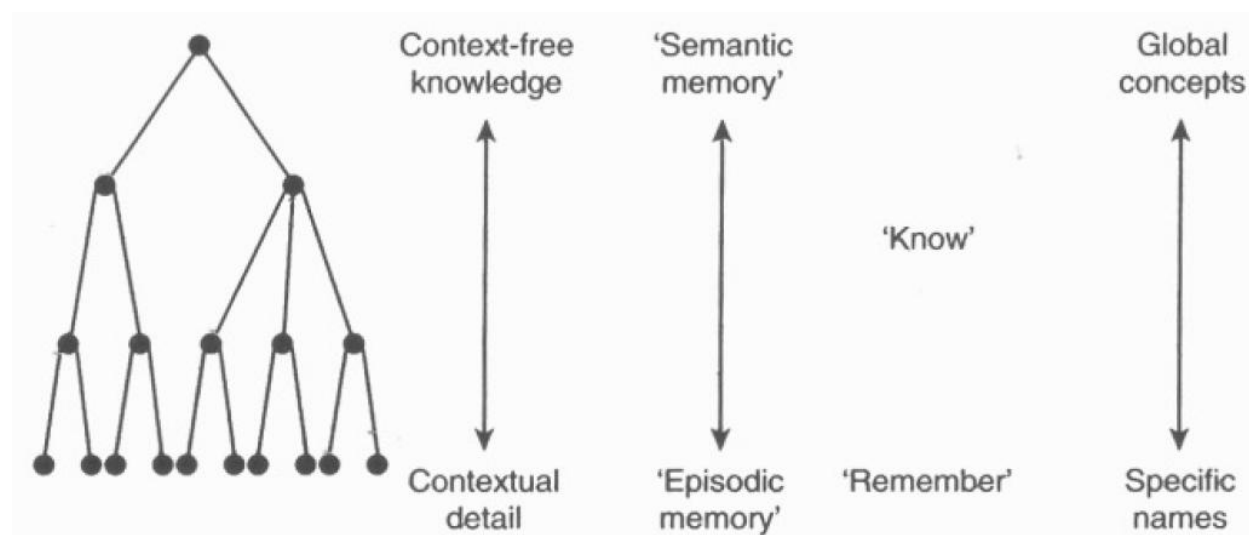 Context-free
knowledge
'Semantic
memory'
Global
concepts
'Know'
Contextual
detail
'Episodic
memory'
'Remember'
Specific
names